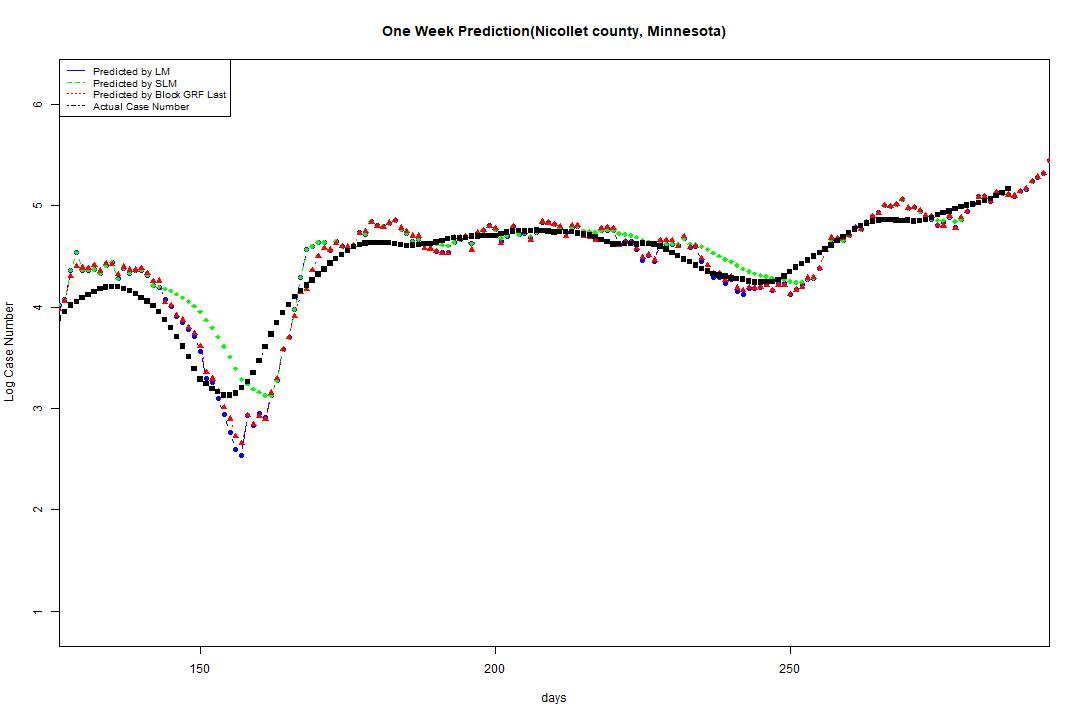 One Week Prediction(Nicollet county, Minnesota)
Predicted by LM
Predicted by SLM
Predicted by Block GRF Last
Actual Case Number
6
5
4
3
2
1
Log Case Number
150
200
250
days